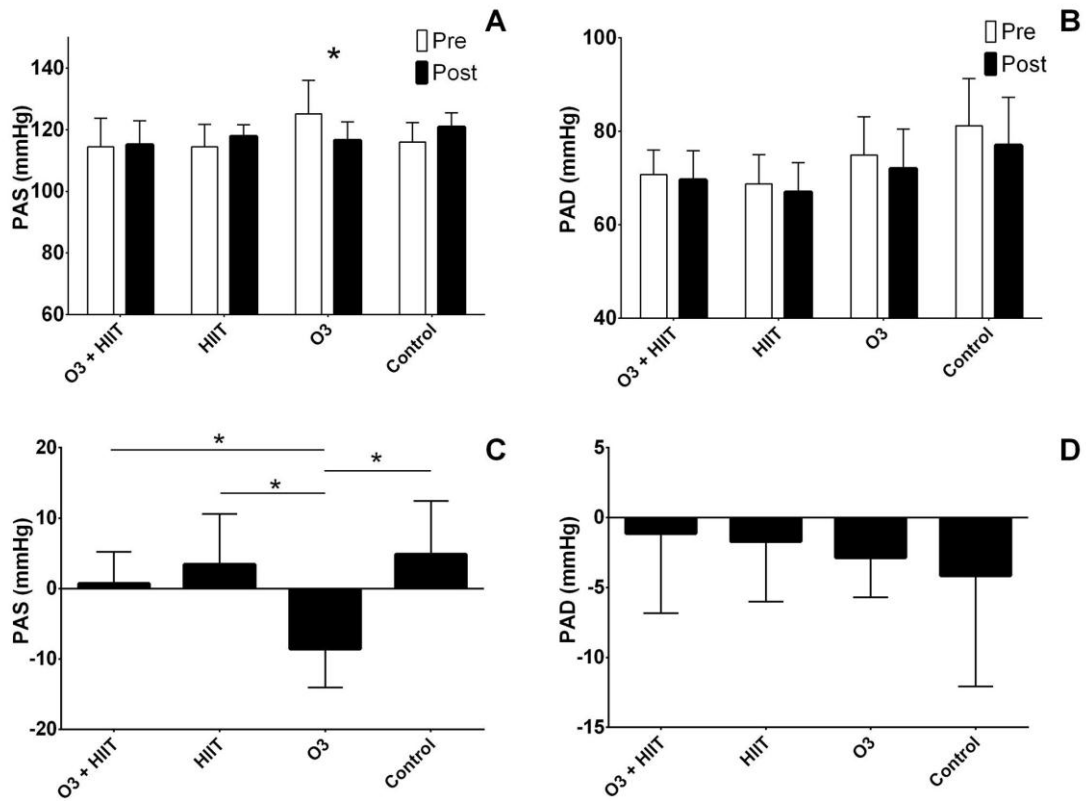 A
Pre
Post
*
140
120
100
80
60
PAS (mmHg)
O3 + HIIT
HIIT
O3
Control
B
Pre
Post
100
80
60
40
PAD (mmHg)
O3 + HIIT
HIIT
O3
Control
C
20
10
0
-10
-20
PAS (mmHg)
*
*
*
O3 + HIIT
HIIT
O3
Control
D
5
0
-5
-10
-15
PAD (mmHg)
O3 + HIIT
HIIT
O3
Control